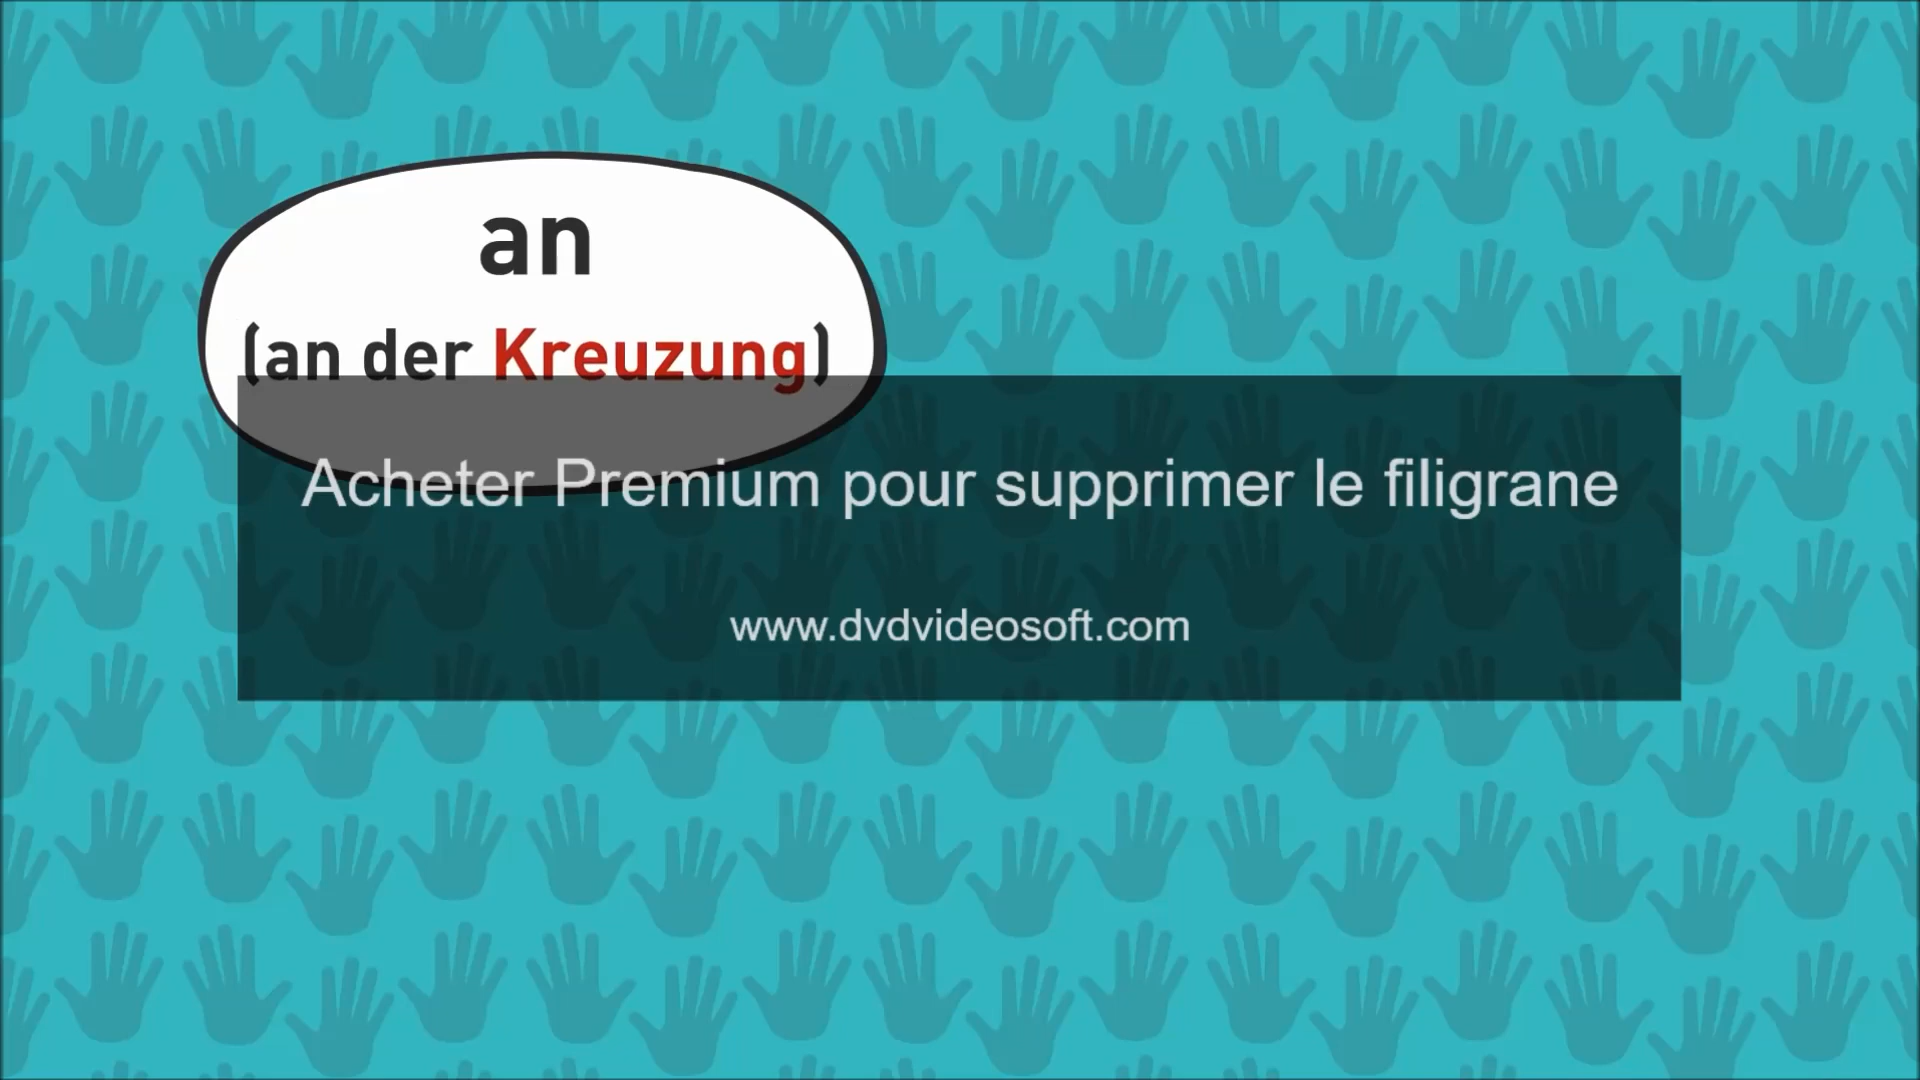 an
(an der Kreuzung)
Acheter Premium pour supprimer le filigrane
www.dvdvideosoft.com